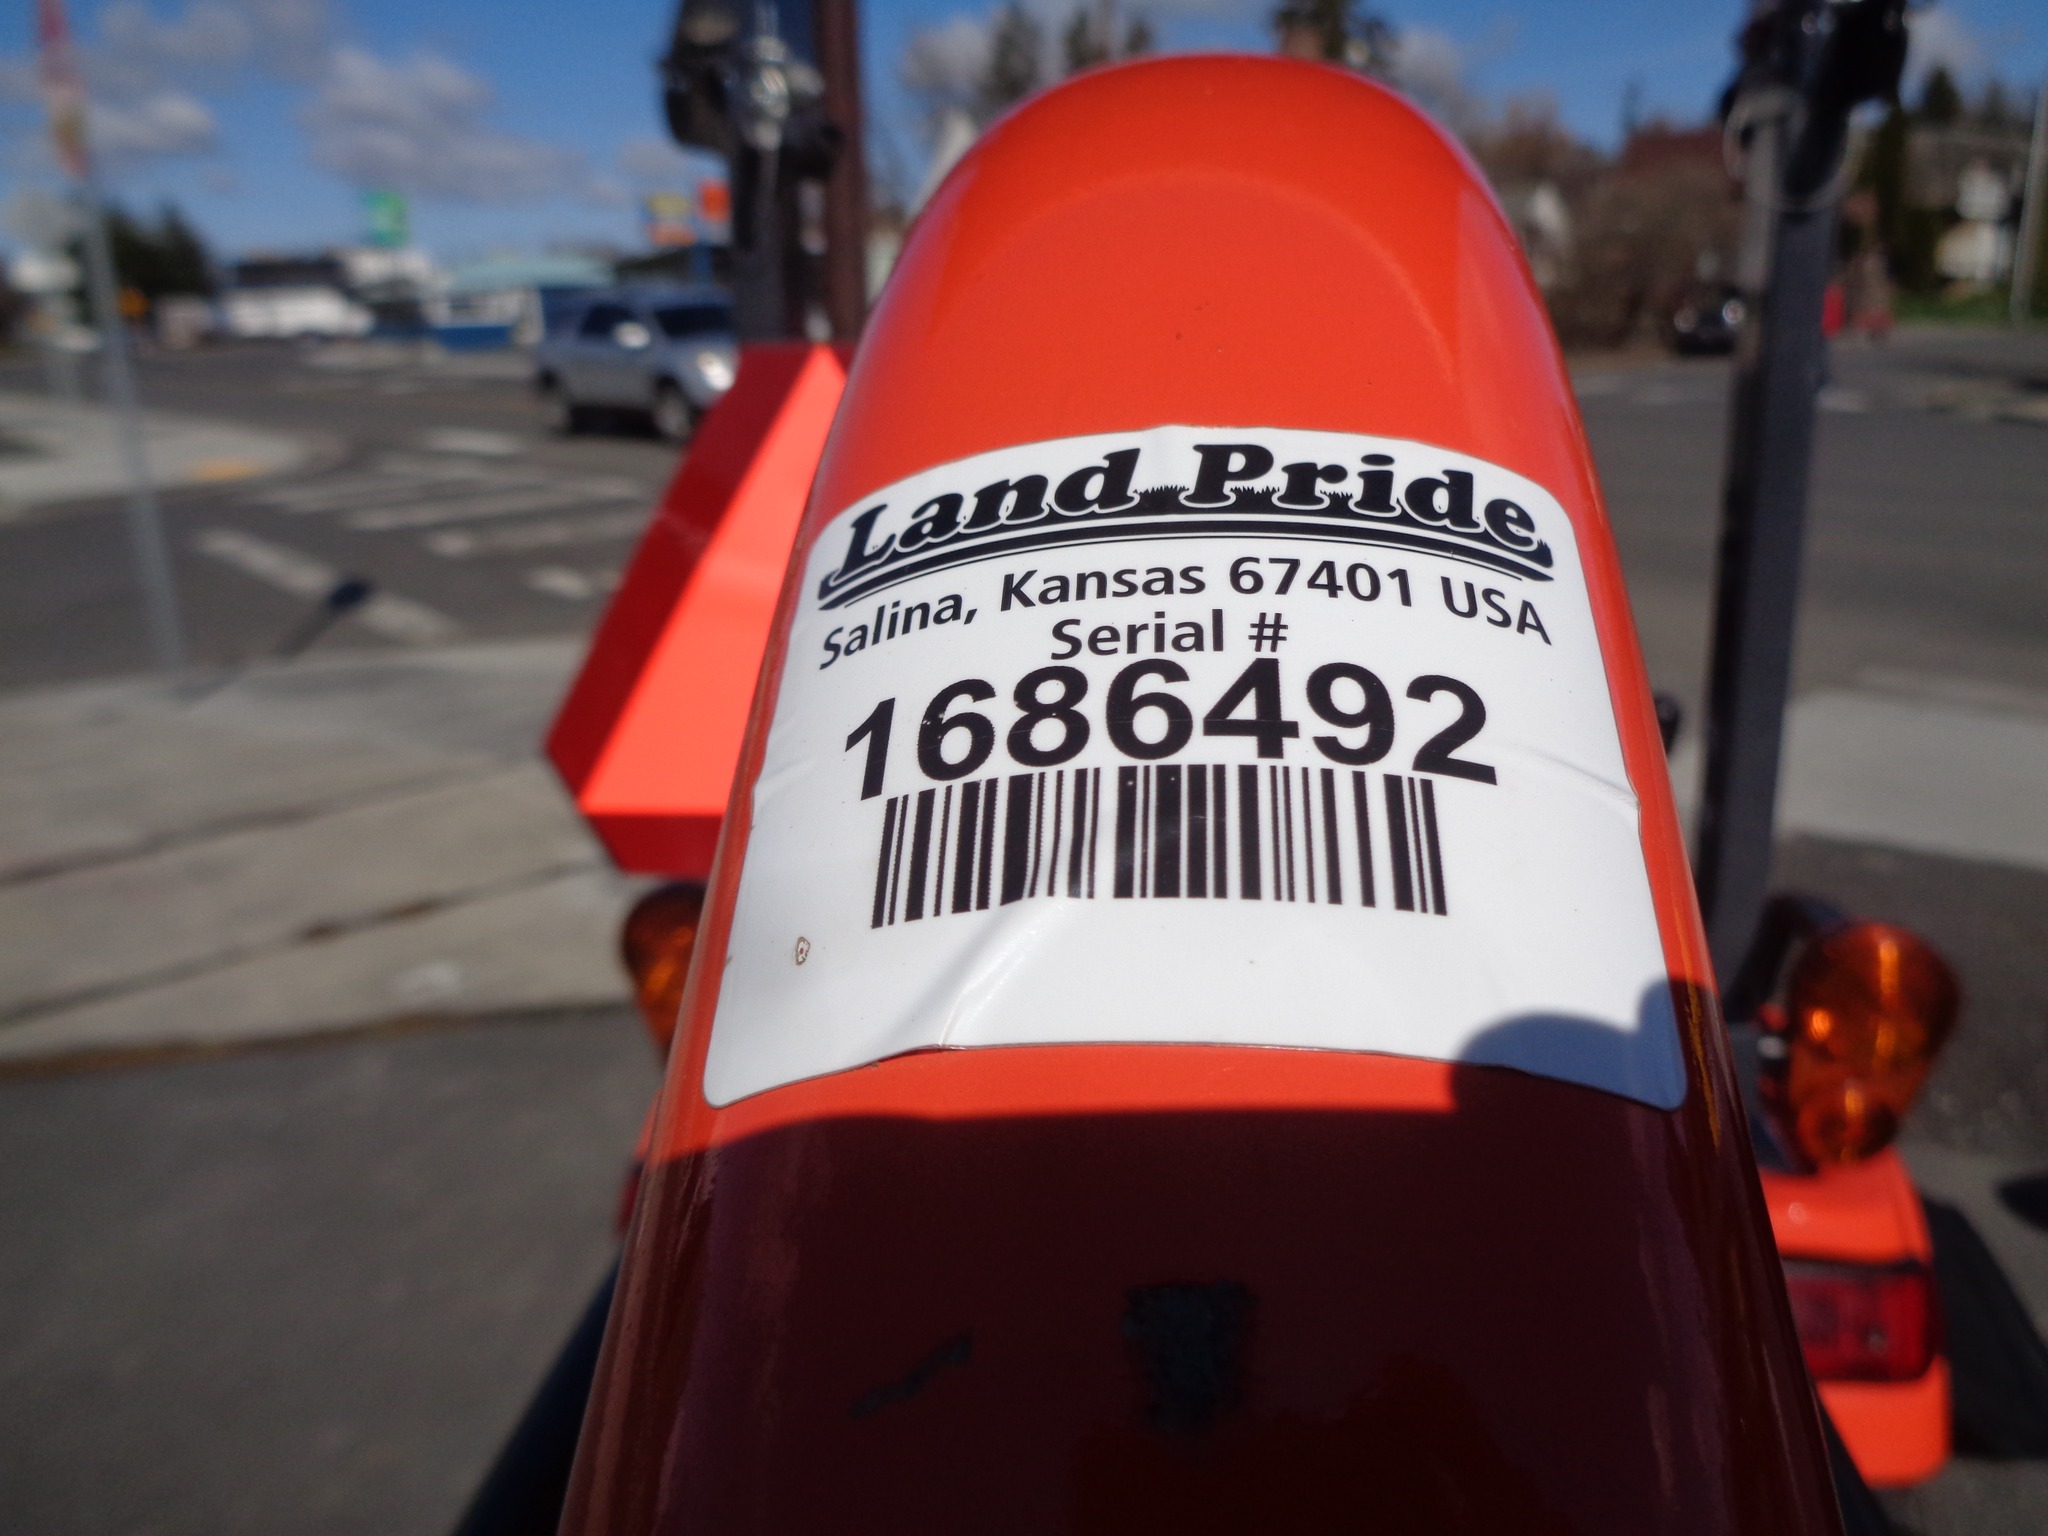 Land Pride
Salina, Kansas 67401 USA
Serial #
1686492